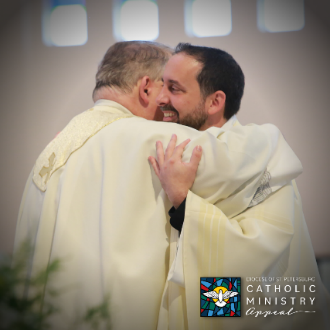 DIOCESE OF ST. PETERSBURG
CATHOLIC
MINISTRY
Appeal